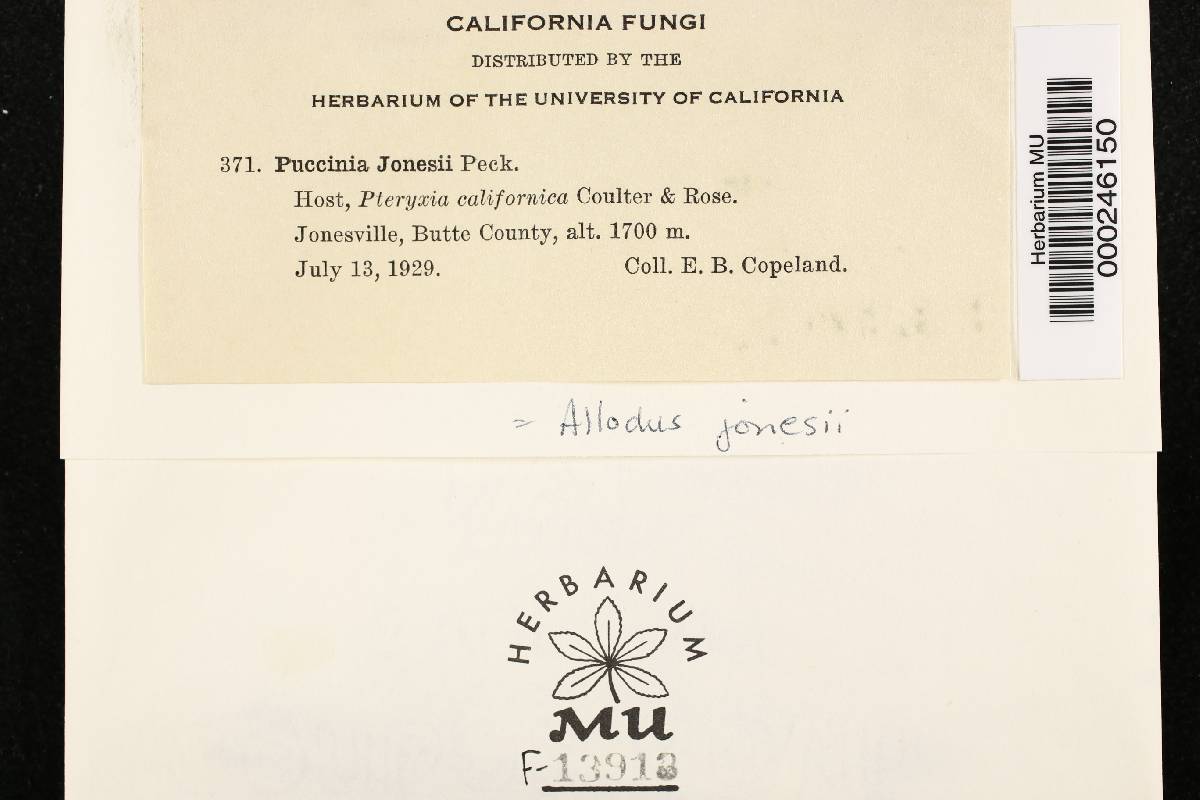 CALIFORNIA FUNGI
DISTRIBUTED BY THE
HERBARIUM OF THE UNIVERSITY OF CALIFORNIA
371. Puccinia Jonesii Peck.
Host, Pteryxia californica Coulter & Rose.
Jonesville, Butte County, alt. 1700 m.
July 13, 1929. Coll. E. B. Copeland.
Herbarium MU
000246150
= Allodus jonesii
HERBARIUM
MU